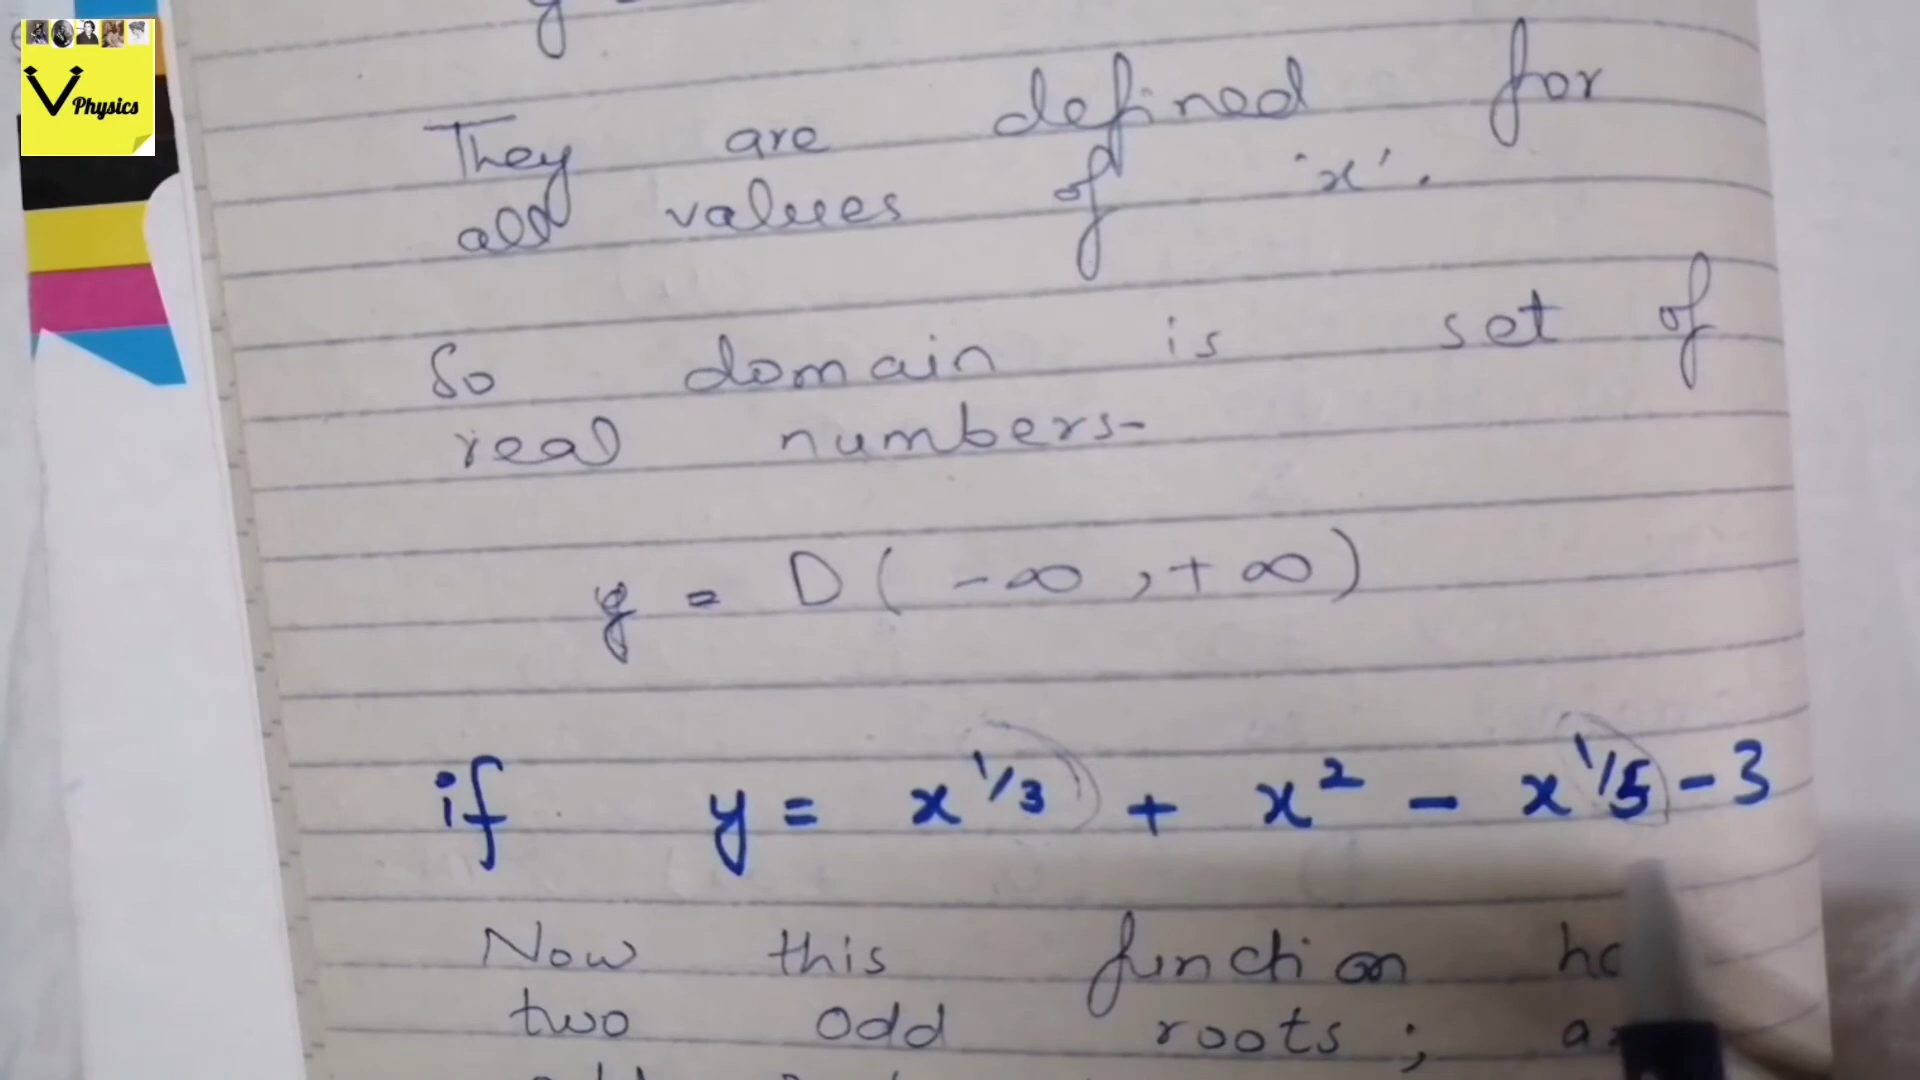 V Physics
They are defined for
all values of 'x'.
So domain is set of
real numbers-
y = D(-∞,+∞)
if y = x^1/3 + x^2 - x^1/5 - 3
Now this function
two odd roots;